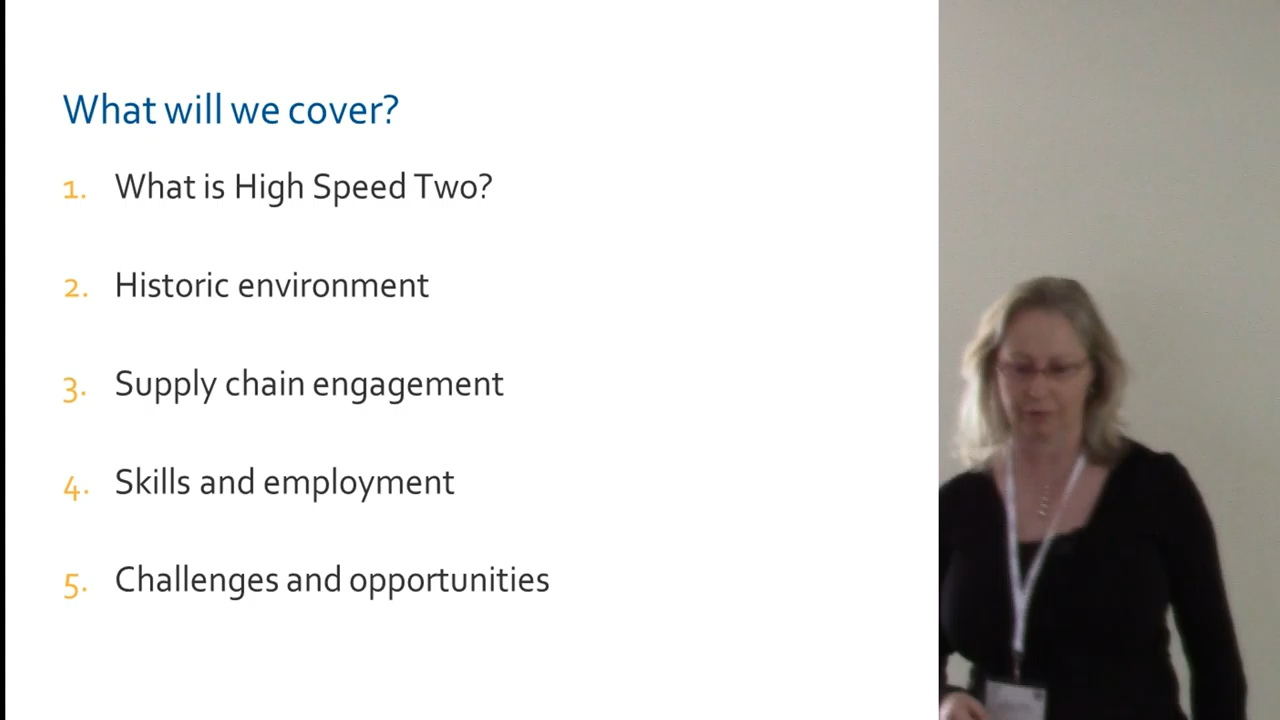 What will we cover?
1. What is High Speed Two?
2. Historic environment
3. Supply chain engagement
4. Skills and employment
5. Challenges and opportunities